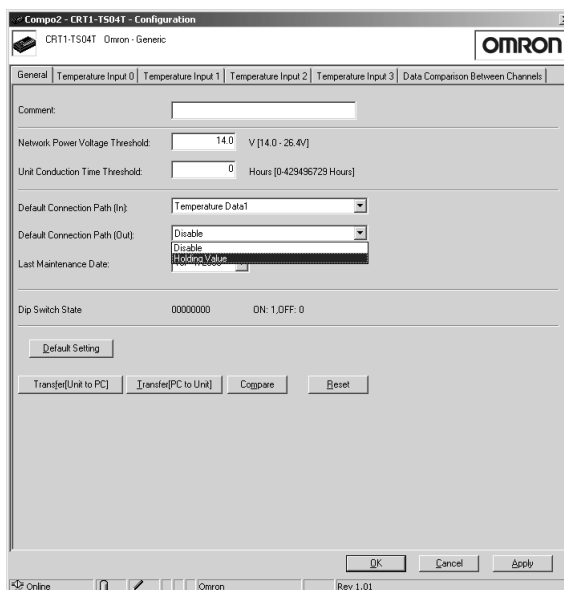 Compo2 - CRT1-TS04T - Configuration
CRT1-TS04T Omron - Generic
OMRON
General Temperature Input 0 Temperature Input 1 Temperature Input 2 Temperature Input 3 Data Comparison Between Channels
Comment:
Network Power Voltage Threshold: 14.0 V [14.0 - 26.4V]
Unit Conduction Time Threshold: 0 Hours [0-429496729 Hours]
Default Connection Path (In): Temperature Data1
Default Connection Path (Out): Disable
Disable
Holding Value
Last Maintenance Date:
Dip Switch State 00000000 ON: 1,OFF: 0
Default Setting
Transfer[Unit to PC] Transfer[PC to Unit] Compare Reset
OK Cancel Apply
Online Omron Rev 1.01